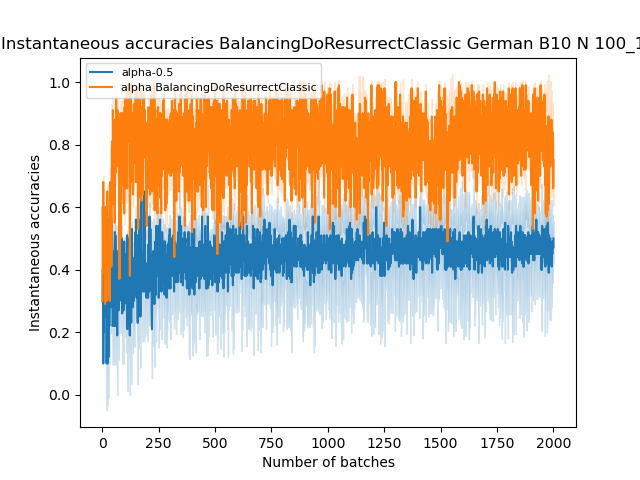 Instantaneous accuracies BalancingDoResurrectClassic German B10 N 100_1
alpha-0.5
alpha BalancingDoResurrectClassic
Instantaneous accuracies
1.0
0.8
0.6
0.4
0.2
0.0
0 250 500 750 1000 1250 1500 1750 2000
Number of batches